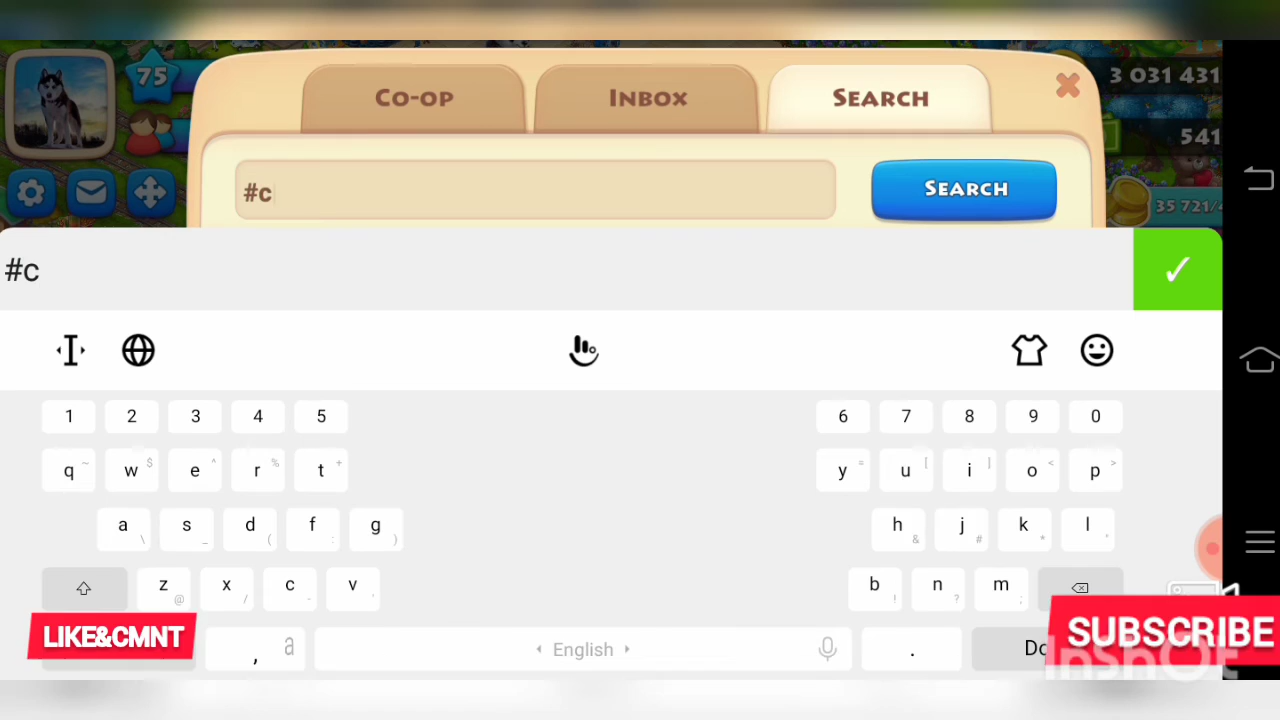 75
Co-op Inbox Search
3 031 431
541
#c
Search
35 721/
#c
1 2 3 4 5 6 7 8 9 0
q ~ w $ e ^ r % t + y = u [ i ] o < p >
a \ s _ d ( f : g ) h & j # k * l '
z @ x / c - v ' b ! n ? m ;
LIKE&CMNT
, a
English
.
Do
SUBSCRIBE
InShOt